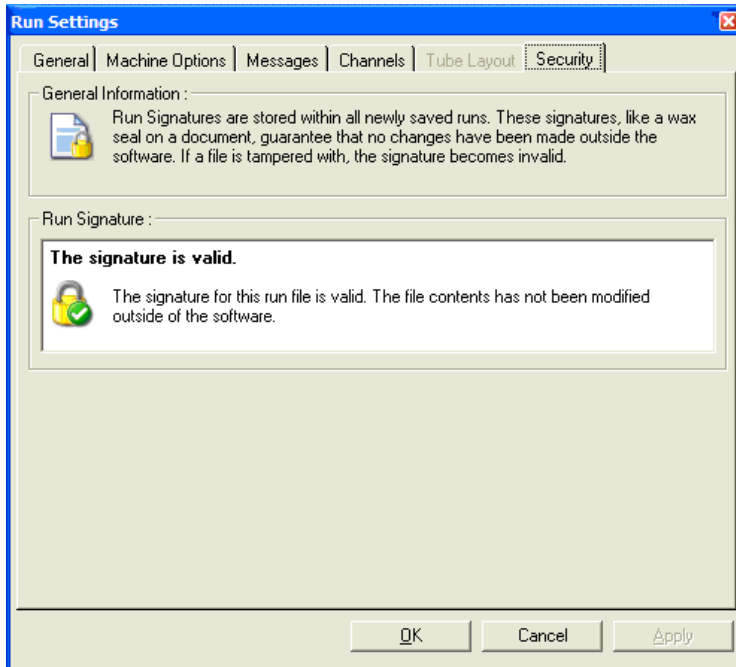 Run Settings
General Machine Options Messages Channels Tube Layout Security
General Information :
Run Signatures are stored within all newly saved runs. These signatures, like a wax
seal on a document, guarantee that no changes have been made outside the
software. If a file is tampered with, the signature becomes invalid.
Run Signature :
The signature is valid.
The signature for this run file is valid. The file contents has not been modified
outside of the software.
OK Cancel Apply